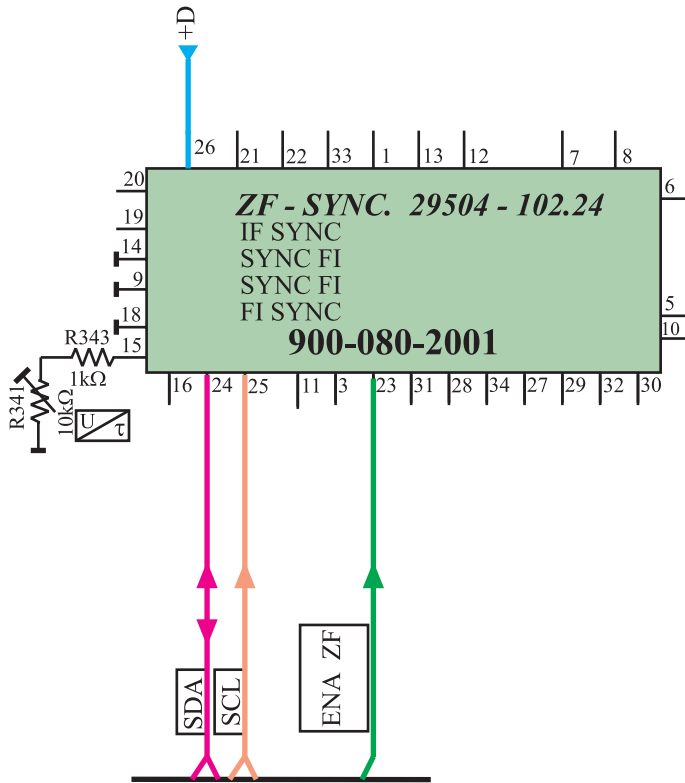 +D
26 21 22 33 1 13 12 7 8
20
6
ZF - SYNC. 29504 - 102.24
19
IF SYNC
14
SYNC FI
9
SYNC FI
5
18
FI SYNC
10
R343
15
900-080-2001
1kΩ
16 24 25 11 3 23 31 28 34 27 29 32 30
R341
10kΩ
U
τ
SDA
SCL
ENA ZF